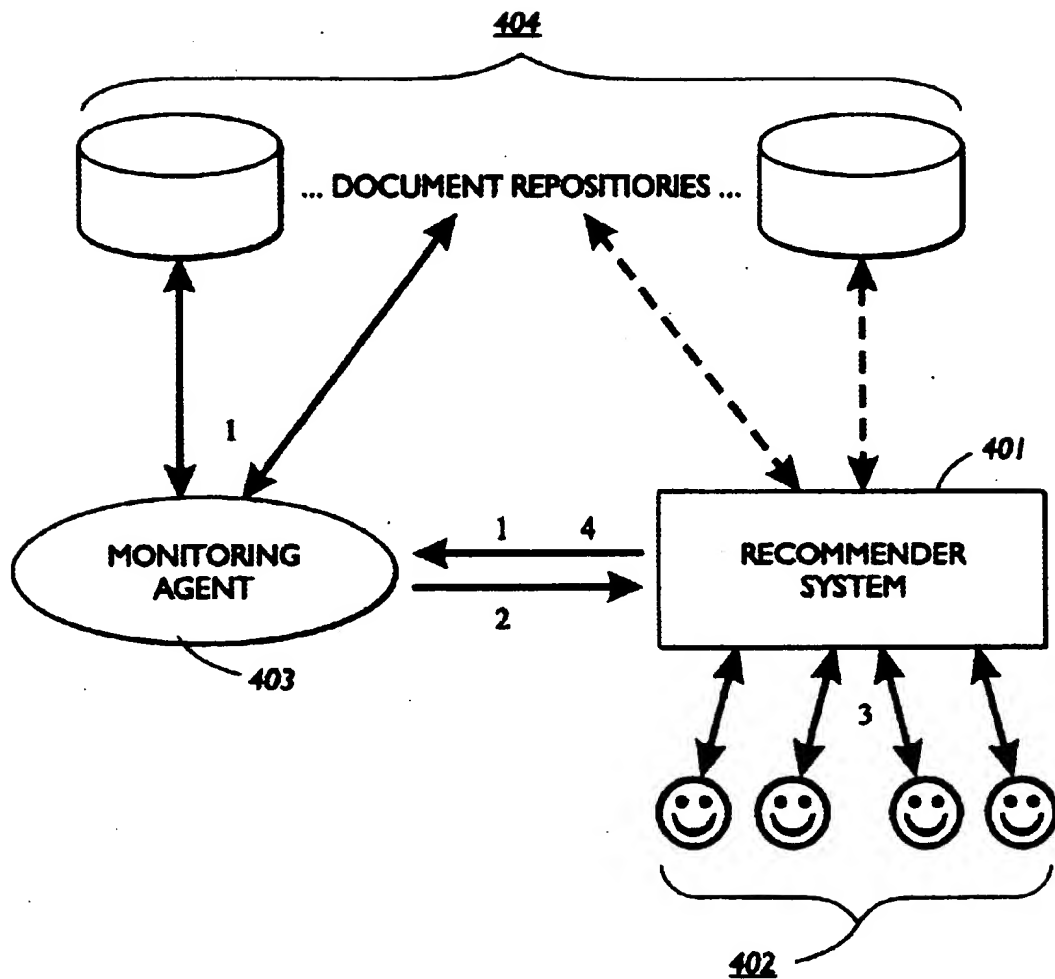 404
... DOCUMENT REPOSITIORIES ...
1
401
1 4
MONITORING
AGENT
RECOMMENDER
SYSTEM
2
403
3
402